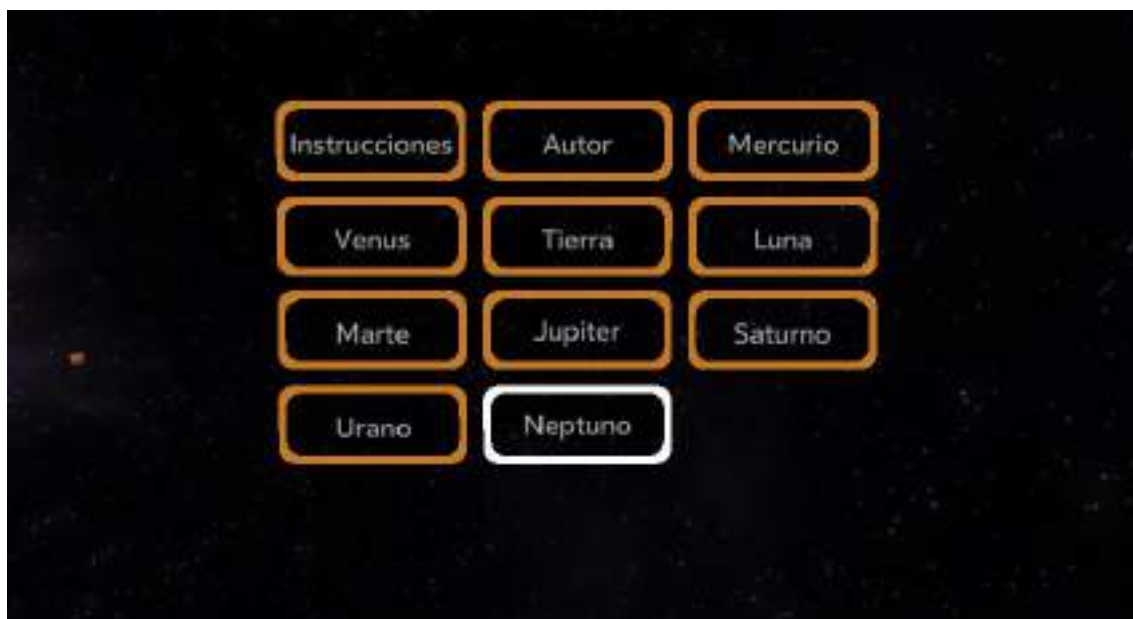 Instrucciones Autor Mercurio
Venus Tierra Luna
Marte Jupiter Saturno
Urano Neptuno